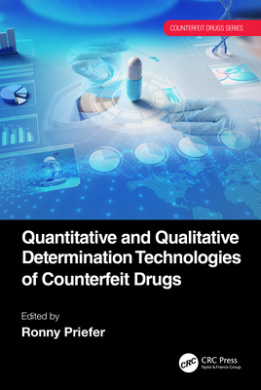 COUNTERFEIT DRUGS SERIES
Quantitative and Qualitative
Determination Technologies
of Counterfeit Drugs
Edited by
Ronny Priefer
CRC
CRC Press
Taylor & Francis Group